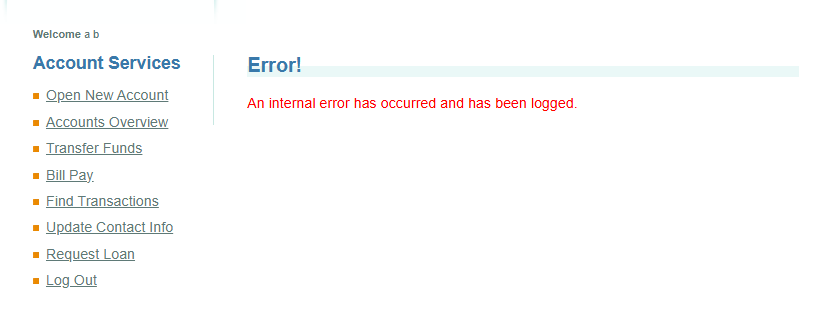 Welcome a b
Account Services
Open New Account
Accounts Overview
Transfer Funds
Bill Pay
Find Transactions
Update Contact Info
Request Loan
Log Out
Error!
An internal error has occurred and has been logged.